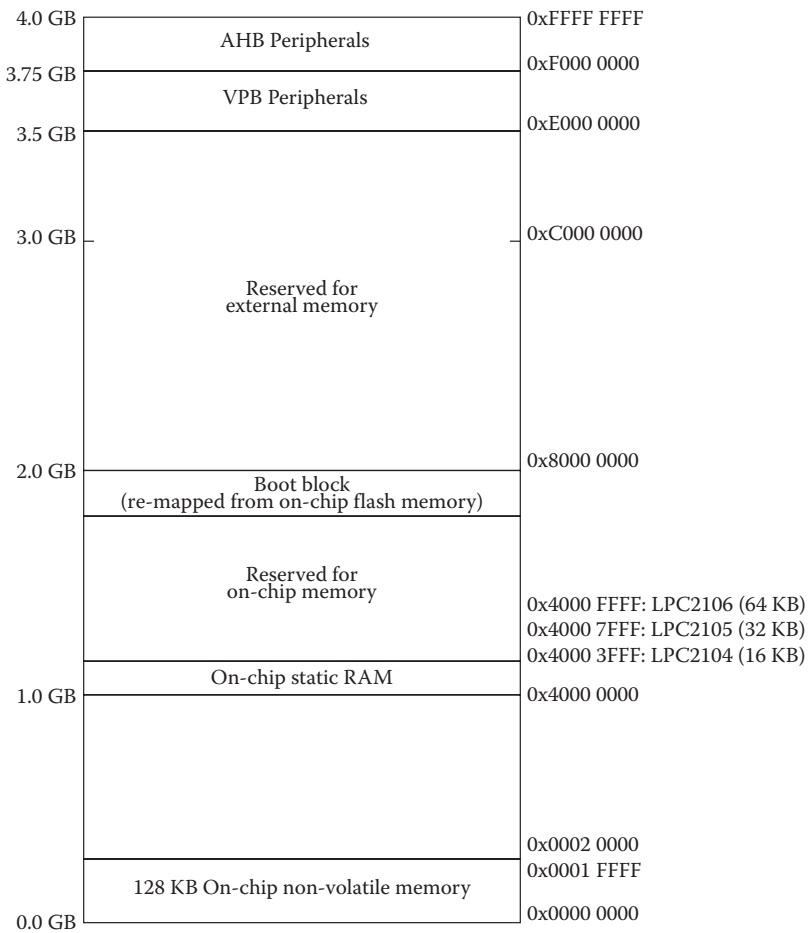 4.0 GB
0xFFFF FFFF
AHB Peripherals
3.75 GB
0xF000 0000
VPB Peripherals
3.5 GB
0xE000 0000
3.0 GB
0xC000 0000
Reserved for
external memory
2.0 GB
0x8000 0000
Boot block
(re-mapped from on-chip flash memory)
Reserved for
on-chip memory
0x4000 FFFF: LPC2106 (64 KB)
0x4000 7FFF: LPC2105 (32 KB)
0x4000 3FFF: LPC2104 (16 KB)
On-chip static RAM
1.0 GB
0x4000 0000
0x0002 0000
0x0001 FFFF
128 KB On-chip non-volatile memory
0.0 GB
0x0000 0000